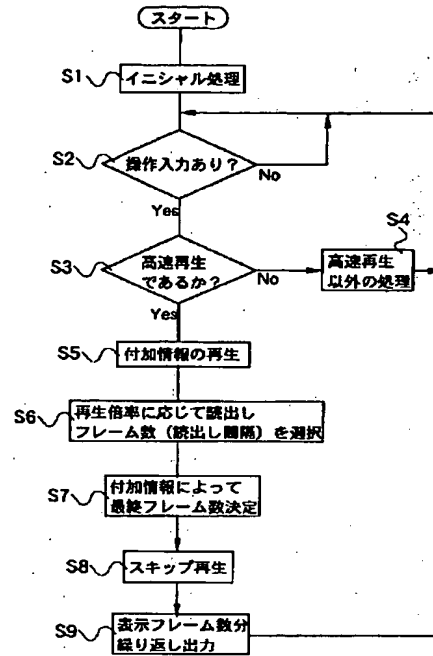 スタート
S1
イニシャル処理
S2
操作入力あり？
No
Yes
S3
高速再生
であるか？
No
S4
高速再生
以外の処理
Yes
S5
付加情報の再生
S6
再生倍率に応じて読出し
フレーム数（読出し間隔）を選択
S7
付加情報によって
最終フレーム数決定
S8
スキップ再生
S9
表示フレーム数分
繰り返し出力